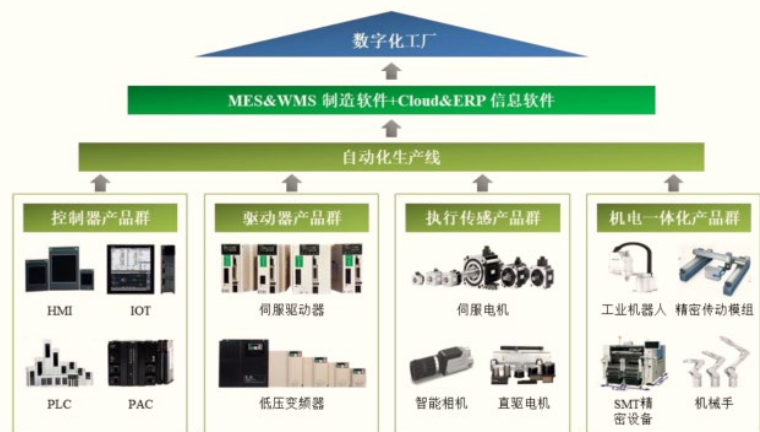 数字化工厂
MES&WMS 制造软件+Cloud&ERP 信息软件
自动化生产线
控制器产品群
驱动器产品群
执行传感产品群
机电一体化产品群
HMI
IOT
伺服驱动器
伺服电机
工业机器人
精密传动模组
PLC
PAC
低压变频器
智能相机
直驱电机
SMT精
密设备
机械手